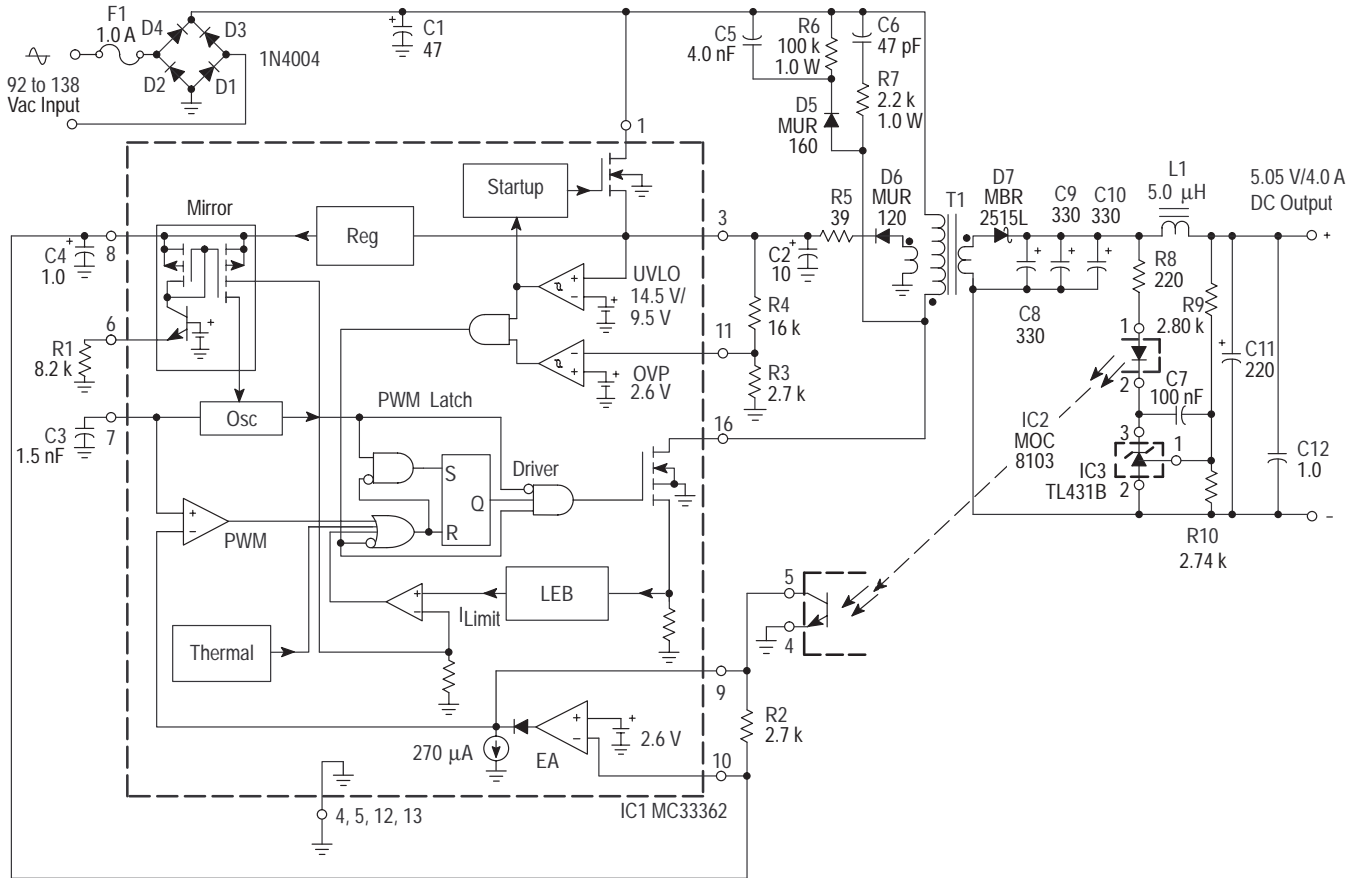 F1
1.0 A
D4
D3
D2
D1
1N4004
92 to 138
Vac Input
C1
47
C5
4.0 nF
R6
100 k
1.0 W
C6
47 pF
R7
2.2 k
1.0 W
D5
MUR
160
1
Startup
Mirror
Reg
8
C4
1.0
3
R5
39
D6
MUR
120
T1
D7
MBR
2515L
C9
330
C10
330
L1
5.0 µH
5.05 V/4.0 A
DC Output
+
C2
10
UVLO
14.5 V/
9.5 V
R4
16 k
R8
220
R9
2.80 k
C8
330
6
R1
8.2 k
11
OVP
2.6 V
R3
2.7 k
1
2
C7
100 nF
C11
220
C3
1.5 nF
7
Osc
PWM Latch
16
IC2
MOC
8103
3
1
IC3
TL431B
2
C12
1.0
–
S
Q
R
Driver
PWM
R10
2.74 k
ILimit
LEB
5
4
Thermal
9
R2
2.7 k
270 µA
EA
2.6 V
10
4, 5, 12, 13
IC1 MC33362